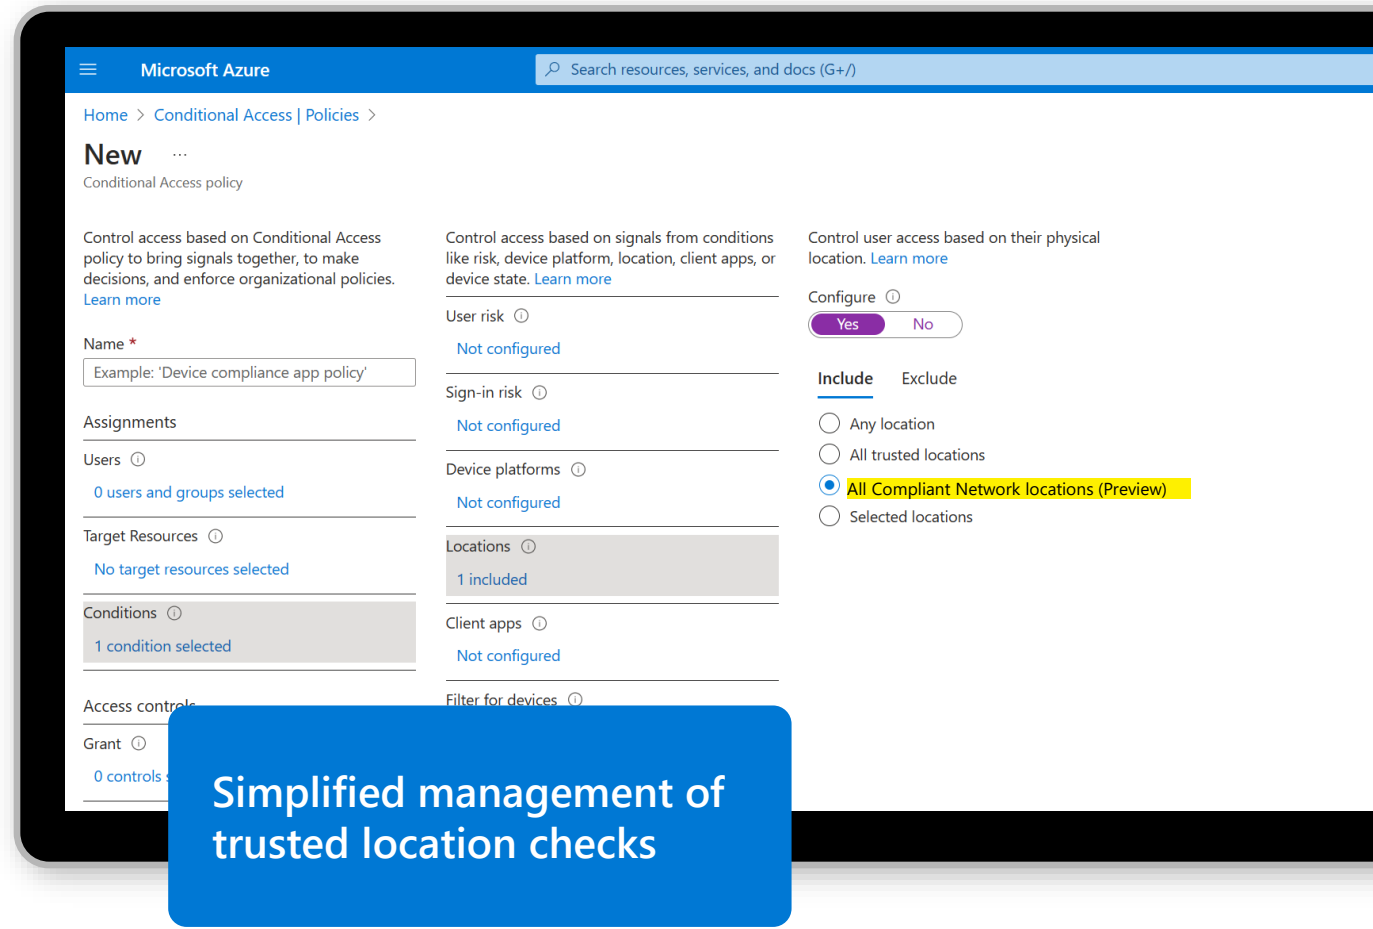 Microsoft Azure
Search resources, services, and docs (G+/)
Home > Conditional Access | Policies >
New ...
Conditional Access policy
Control access based on Conditional Access
policy to bring signals together, to make
decisions, and enforce organizational policies.
Learn more
Name *
Example: 'Device compliance app policy'
Assignments
Users
0 users and groups selected
Target Resources
No target resources selected
Conditions
1 condition selected
Access controls
Grant
0 controls
Control access based on signals from conditions
like risk, device platform, location, client apps, or
device state. Learn more
User risk
Not configured
Sign-in risk
Not configured
Device platforms
Not configured
Locations
1 included
Client apps
Not configured
Filter for devices
Control user access based on their physical
location. Learn more
Configure
Yes No
Include Exclude
Any location
All trusted locations
All Compliant Network locations (Preview)
Selected locations
Simplified management of
trusted location checks